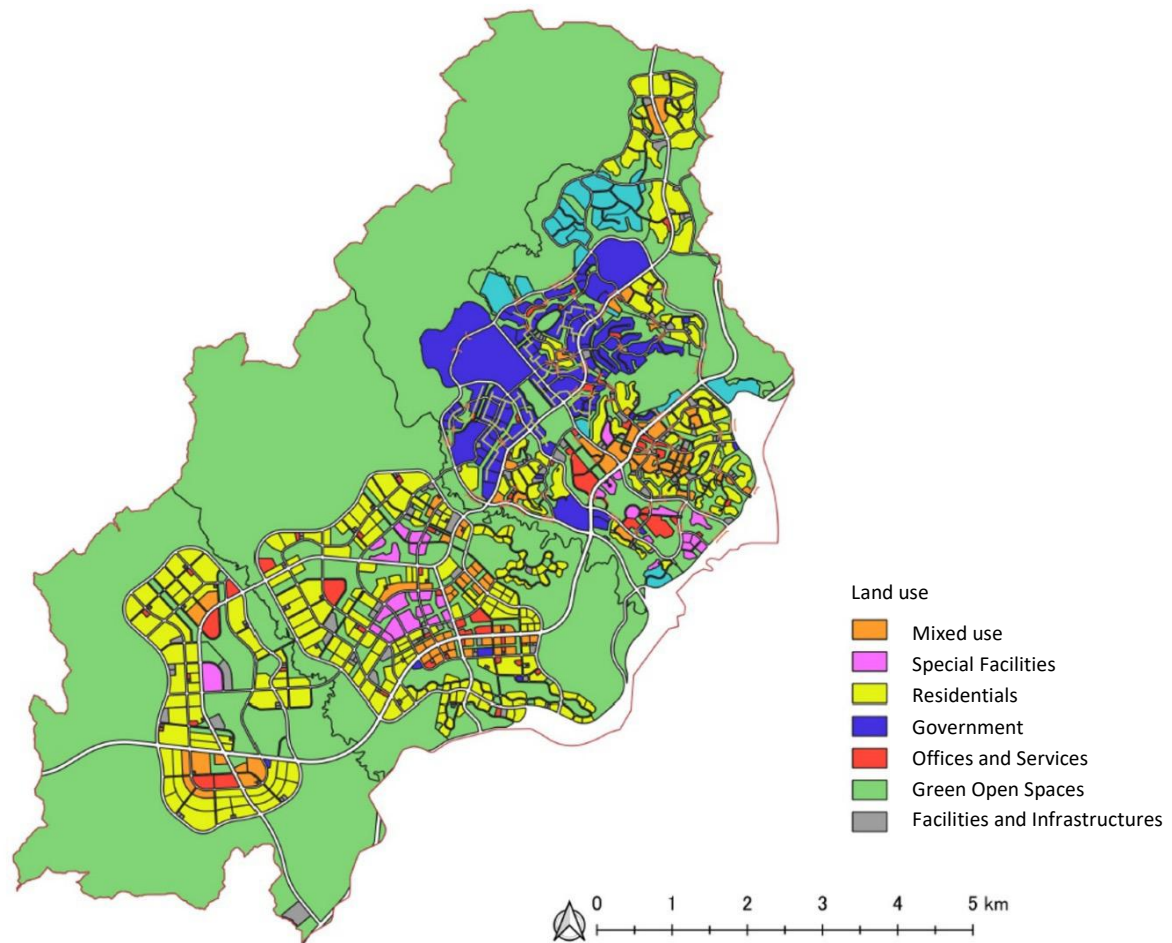 Land use
Mixed use
Special Facilities
Residentials
Government
Offices and Services
Green Open Spaces
Facilities and Infrastructures
0 1 2 3 4 5 km